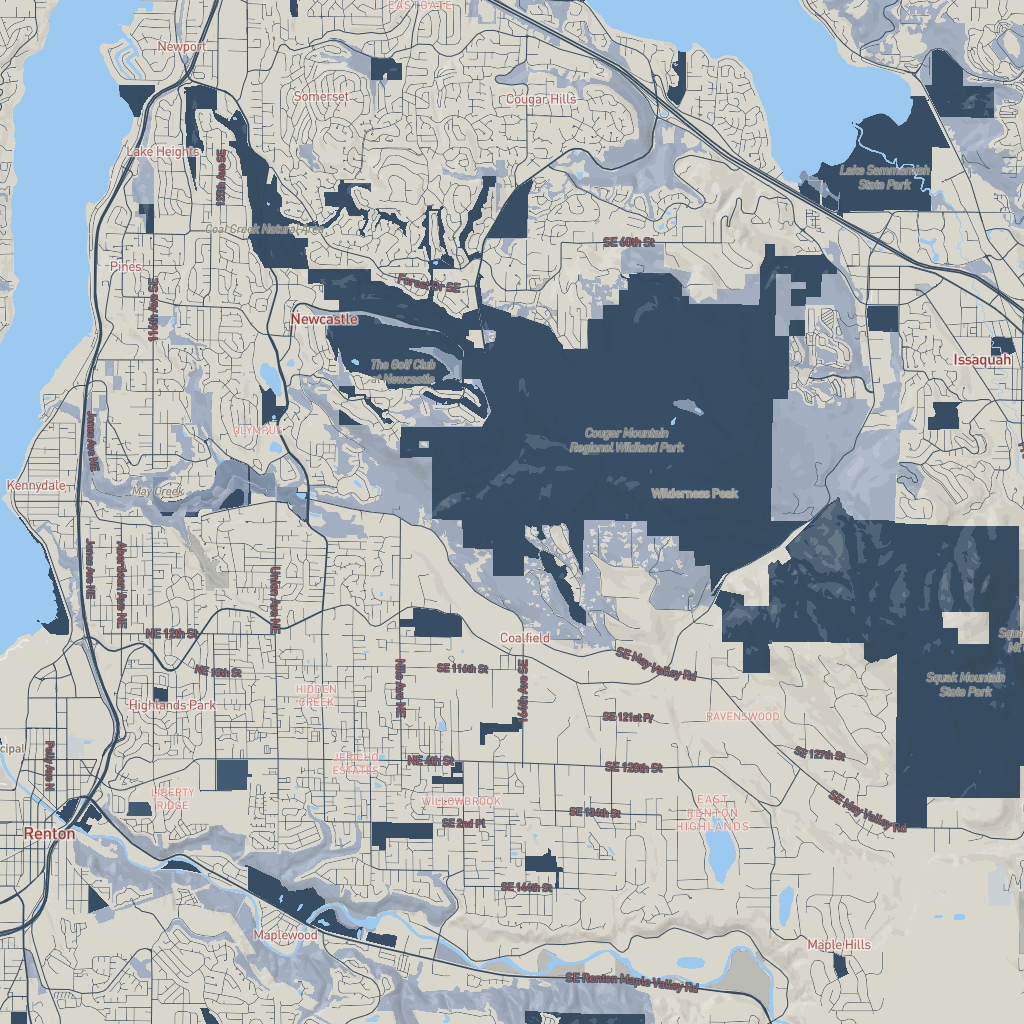 EASTGATE
Newport
Somerset
Cougar Hills
Lake Heights
Lake Sammamish
State Park
Coal Creek Natural Area
SE 60th St
Pines
Forest Dr SE
Newcastle
Issaquah
The Golf Club
at Newcastle
OLYMPUS
Jones Ave NE
Cougar Mountain
Regional Wildland Park
Kennydale
May Creek
Wilderness Peak
Jones Ave NE
Aberdeen Ave NE
Union Ave NE
NE 12th St
Coalfield
NE 10th St
SE 116th St
SE May Valley Rd
Nile Ave NE
164th Ave SE
Squak Mountain
State Park
HIDDEN
CREEK
Highlands Park
SE 121st Pl
RAVENSWOOD
cipal
Pelly Ave N
JERICHO
ESTATES
NE 4th St
SE 128th St
SE 127th St
LIBERTY
RIDGE
WILLOWBROOK
SE 134th St
EAST
RENTON
HIGHLANDS
SE May Valley Rd
Renton
SE 2nd Pl
SE 144th St
Maplewood
Maple Hills
SE Renton Maple Valley Rd